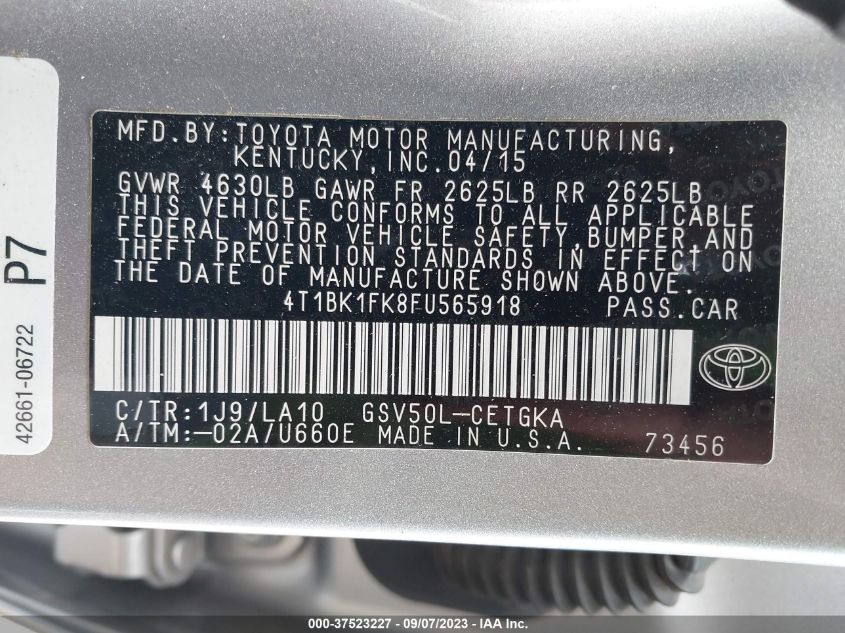 MFD.BY:TOYOTA MOTOR MANUFACTURING,
KENTUCKY,INC.04/15
GVWR 4630LB GAWR FR 2625LB RR 2625LB
THIS VEHICLE CONFORMS TO ALL APPLICABLE
FEDERAL MOTOR VEHICLE SAFETY,BUMPER,AND
THEFT PREVENTION STANDARDS IN EFFECT ON
THE DATE OF MANUFACTURE SHOWN ABOVE.
4T1BK1FK8FU565918 PASS.CAR
C/TR:1J9/LA10 GSV50L-CETGKA
A/TM:-02A/U660E MADE IN U.S.A. 73456
42661-06722 P7
000-37523227 - 09/07/2023 - IAA Inc.